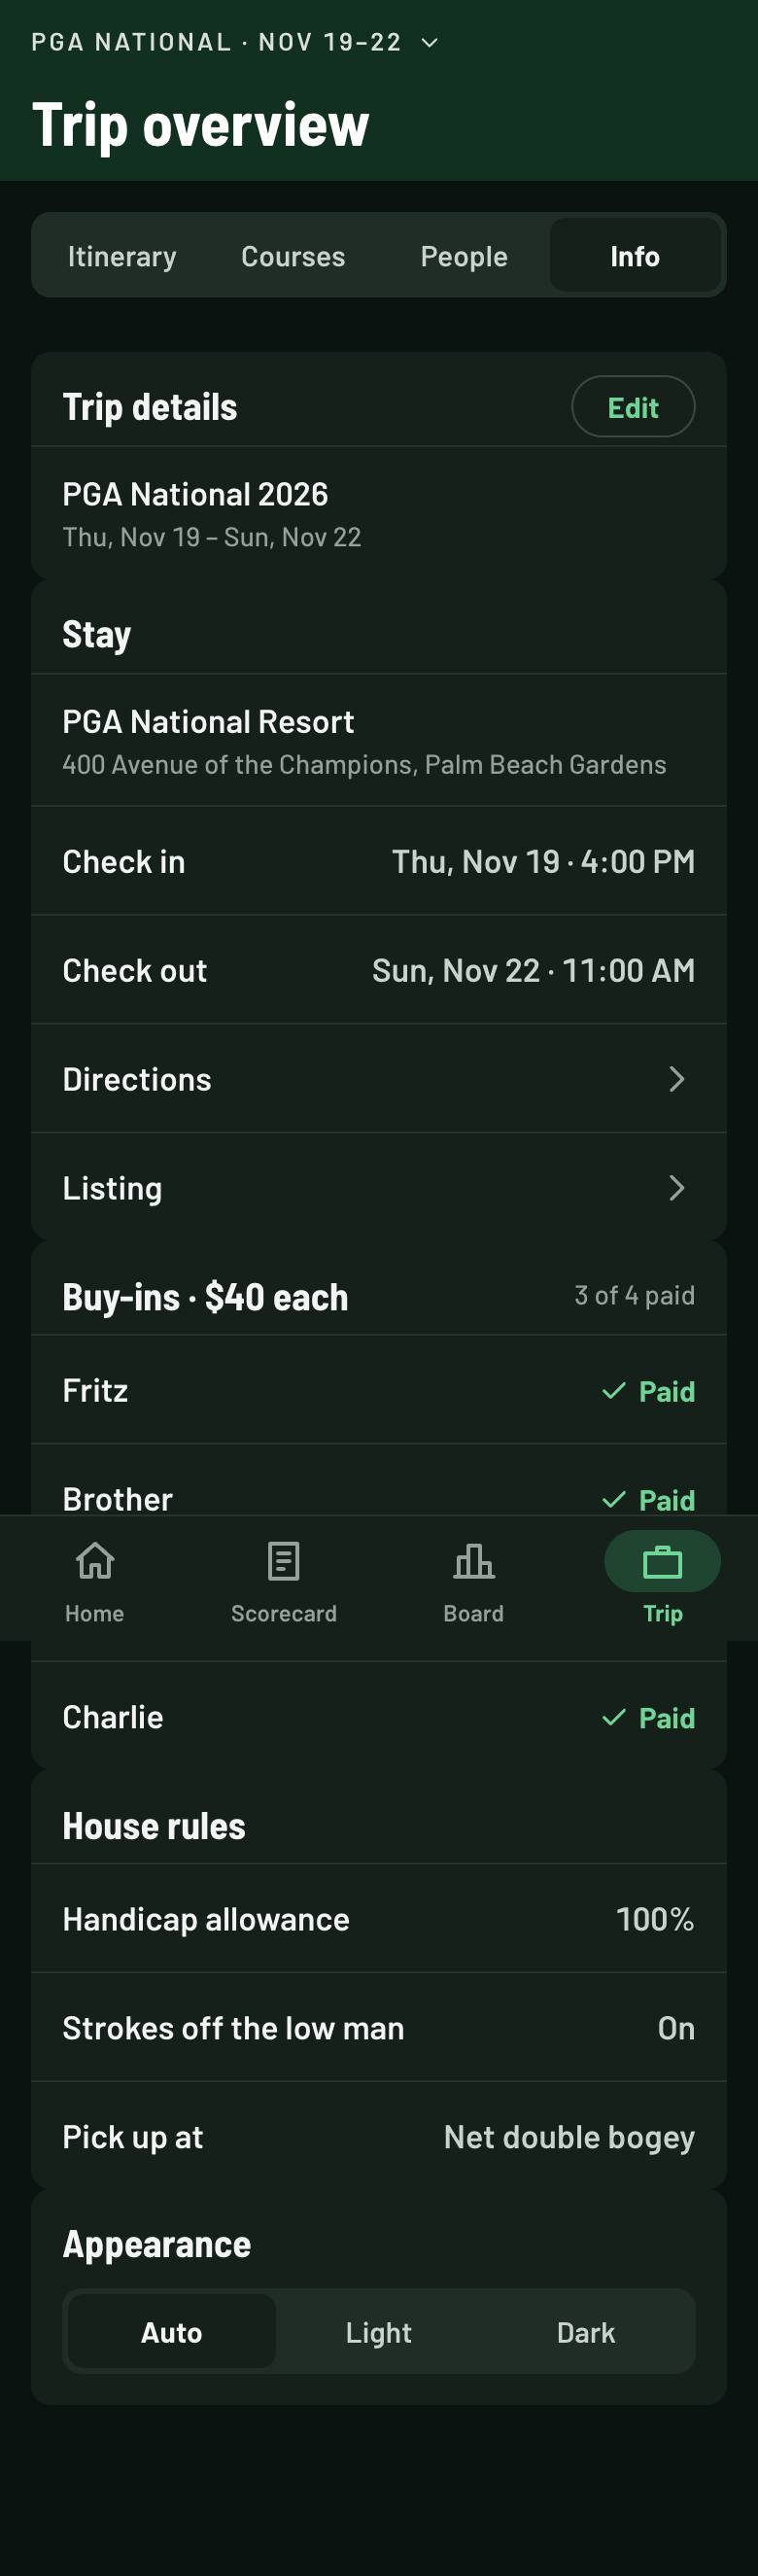 PGA NATIONAL · NOV 19–22
Trip overview
Itinerary Courses People Info
Trip details Edit
PGA National 2026
Thu, Nov 19 – Sun, Nov 22
Stay
PGA National Resort
400 Avenue of the Champions, Palm Beach Gardens
Check in Thu, Nov 19 · 4:00 PM
Check out Sun, Nov 22 · 11:00 AM
Directions
Listing
Buy-ins · $40 each 3 of 4 paid
Fritz Paid
Brother Paid
Home Scorecard Board Trip
Charlie Paid
House rules
Handicap allowance 100%
Strokes off the low man On
Pick up at Net double bogey
Appearance
Auto Light Dark